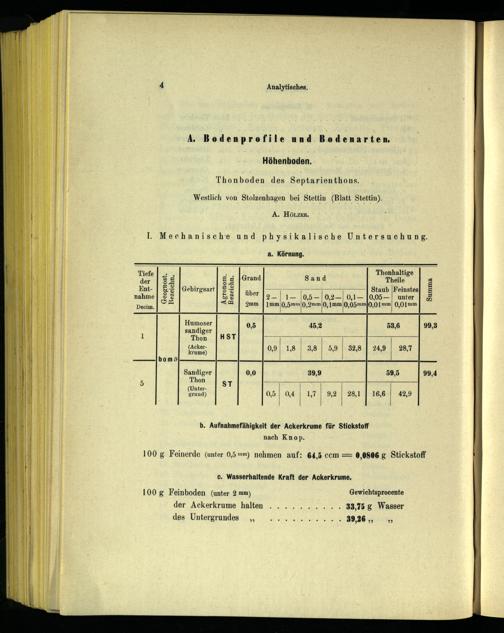 4
Analytisches.
A. Bodenprofile und Bodenarten.
Höhenboden.
Thonboden des Septarienthons.
Westlich von Stolzenhagen bei Stettin (Blatt Stettin).
A. HÖLZER.
I. Mechanische und physikalische Untersuchung.
a. Körnung.
Tiefe der Ent- nahme Decim. | Geognost. Bezeichn. | Gebirgsart | Agronom. Bezeichn. | Grand über 2mm | Sand | Thonhaltige Theile | Summa
2— 1mm | 1— 0,5mm | 0,5— 0,2mm | 0,2— 0,1mm | 0,1— 0,05mm | Staub 0,05— 0,01mm | Feinstes unter 0,01mm
1 | Humoser sandiger Thon (Acker- krume) | HST | 0,5 | 45,2 | 53,6 | 99,3
0,9 | 1,8 | 3,8 | 5,9 | 32,8 | 24,9 | 28,7
5 | Sandiger Thon (Unter- grund) | ST | 0,0 | 39,9 | 59,5 | 99,4
0,5 | 0,4 | 1,7 | 9,2 | 28,1 | 16,6 | 42,9
b. Aufnahmefähigkeit der Ackerkrume für Stickstoff
nach Knop.
100 g Feinerde (unter 0,5 mm) nehmen auf: 64,5 ccm = 0,0806 g Stickstoff
c. Wasserhaltende Kraft der Ackerkrume.
100 g Feinboden (unter 2 mm) Gewichtsprocente
der Ackerkrume halten . . . . . . . . . . 33,75 g Wasser
des Untergrundes „ . . . . . . . . . . 39,26 „ „